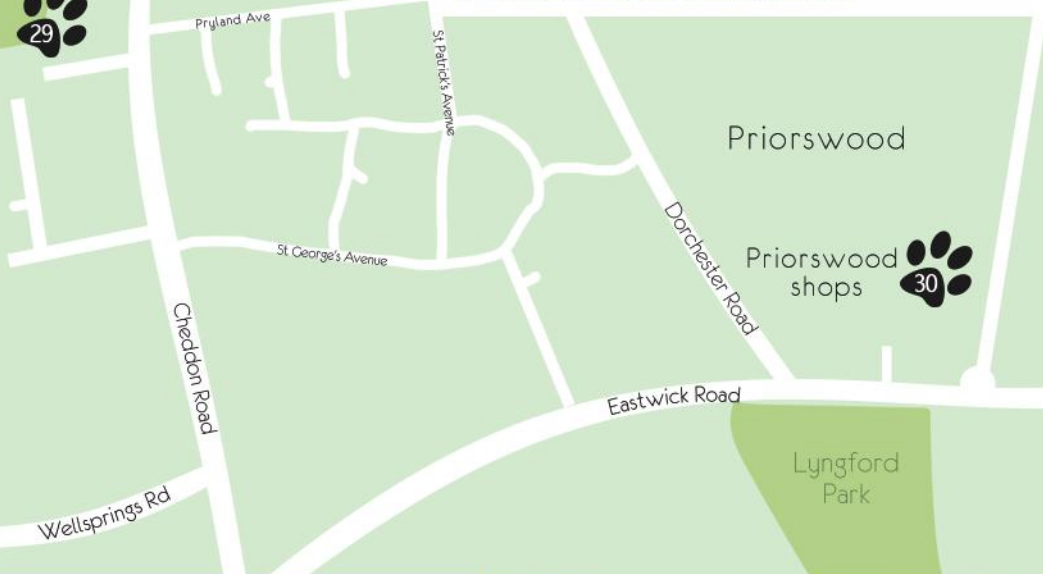 29
Pryland Ave
St Patrick's Avenue
Priorswood
Dorchester Road
Priorswood
shops
30
St George's Avenue
Cheddon Road
Eastwick Road
Lyngford
Park
Wellsprings Rd